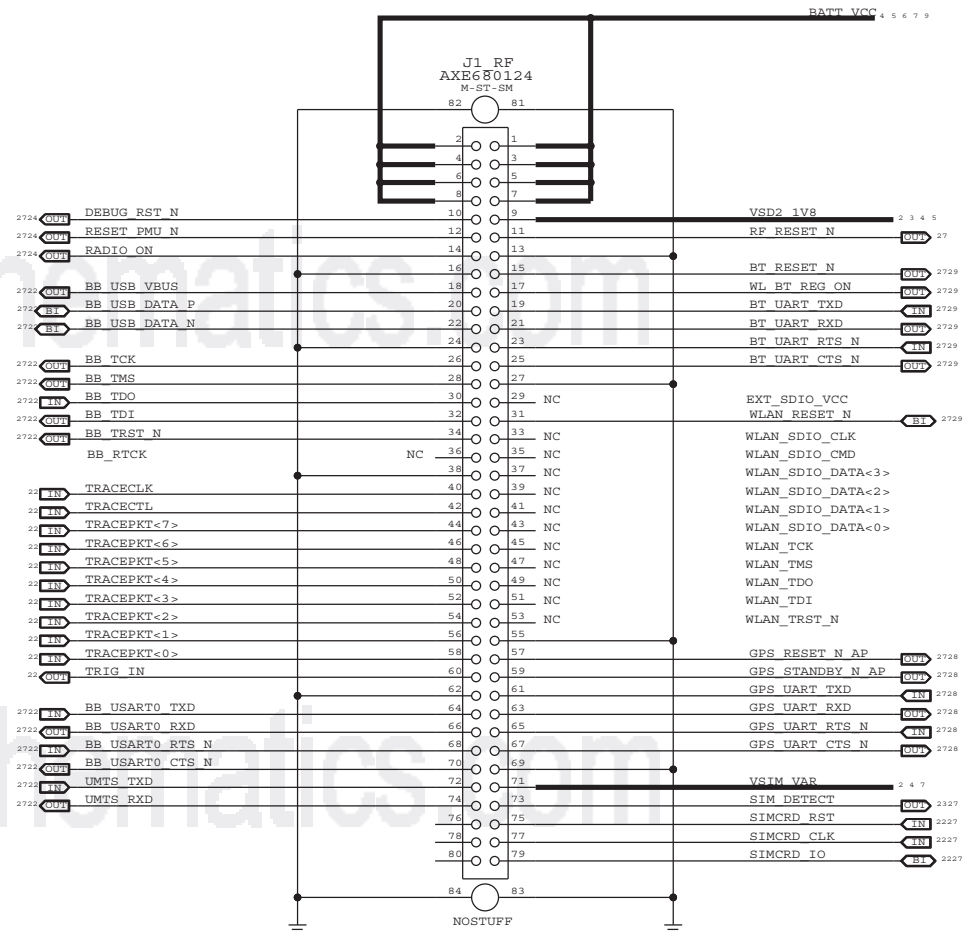 BATT_VCC 4 5 6 7 9
J1_RF
AXE680124
M-ST-SM
82 81
2 1
4 3
6 5
8 7
2724 OUT DEBUG_RST_N 10 9 VSD2_1V8 2 3 4 5
2724 OUT RESET_PMU_N 12 11 RF_RESET_N OUT 27
2724 OUT RADIO_ON 14 13
16 15 BT_RESET_N OUT 2729
2722 OUT BB_USB_VBUS 18 17 WL_BT_REG_ON OUT 2729
2722 BI BB_USB_DATA_P 20 19 BT_UART_TXD IN 2729
2722 BI BB_USB_DATA_N 22 21 BT_UART_RXD OUT 2729
24 23 BT_UART_RTS_N IN 2729
2722 OUT BB_TCK 26 25 BT_UART_CTS_N OUT 2729
2722 OUT BB_TMS 28 27
2722 IN BB_TDO 30 29 NC EXT_SDIO_VCC
2722 OUT BB_TDI 32 31 WLAN_RESET_N BI 2729
2722 OUT BB_TRST_N 34 33 NC WLAN_SDIO_CLK
BB_RTCK NC 36 35 NC WLAN_SDIO_CMD
38 37 NC WLAN_SDIO_DATA<3>
22 IN TRACECLK 40 39 NC WLAN_SDIO_DATA<2>
22 IN TRACECTL 42 41 NC WLAN_SDIO_DATA<1>
22 IN TRACEPKT<7> 44 43 NC WLAN_SDIO_DATA<0>
22 IN TRACEPKT<6> 46 45 NC WLAN_TCK
22 IN TRACEPKT<5> 48 47 NC WLAN_TMS
22 IN TRACEPKT<4> 50 49 NC WLAN_TDO
22 IN TRACEPKT<3> 52 51 NC WLAN_TDI
22 IN TRACEPKT<2> 54 53 NC WLAN_TRST_N
22 IN TRACEPKT<1> 56 55
22 IN TRACEPKT<0> 58 57 GPS_RESET_N_AP OUT 2728
22 OUT TRIG_IN 60 59 GPS_STANDBY_N_AP OUT 2728
62 61 GPS_UART_TXD IN 2728
2722 IN BB_USART0_TXD 64 63 GPS_UART_RXD OUT 2728
2722 OUT BB_USART0_RXD 66 65 GPS_UART_RTS_N IN 2728
2722 IN BB_USART0_RTS_N 68 67 GPS_UART_CTS_N OUT 2728
2722 OUT BB_USART0_CTS_N 70 69
2722 IN UMTS_TXD 72 71 VSIM_VAR 2 4 7
2722 OUT UMTS_RXD 74 73 SIM_DETECT OUT 2327
76 75 SIMCRD_RST IN 2227
78 77 SIMCRD_CLK IN 2227
80 79 SIMCRD_IO BI 2227
84 83
NOSTUFF
hematics.com
hematics